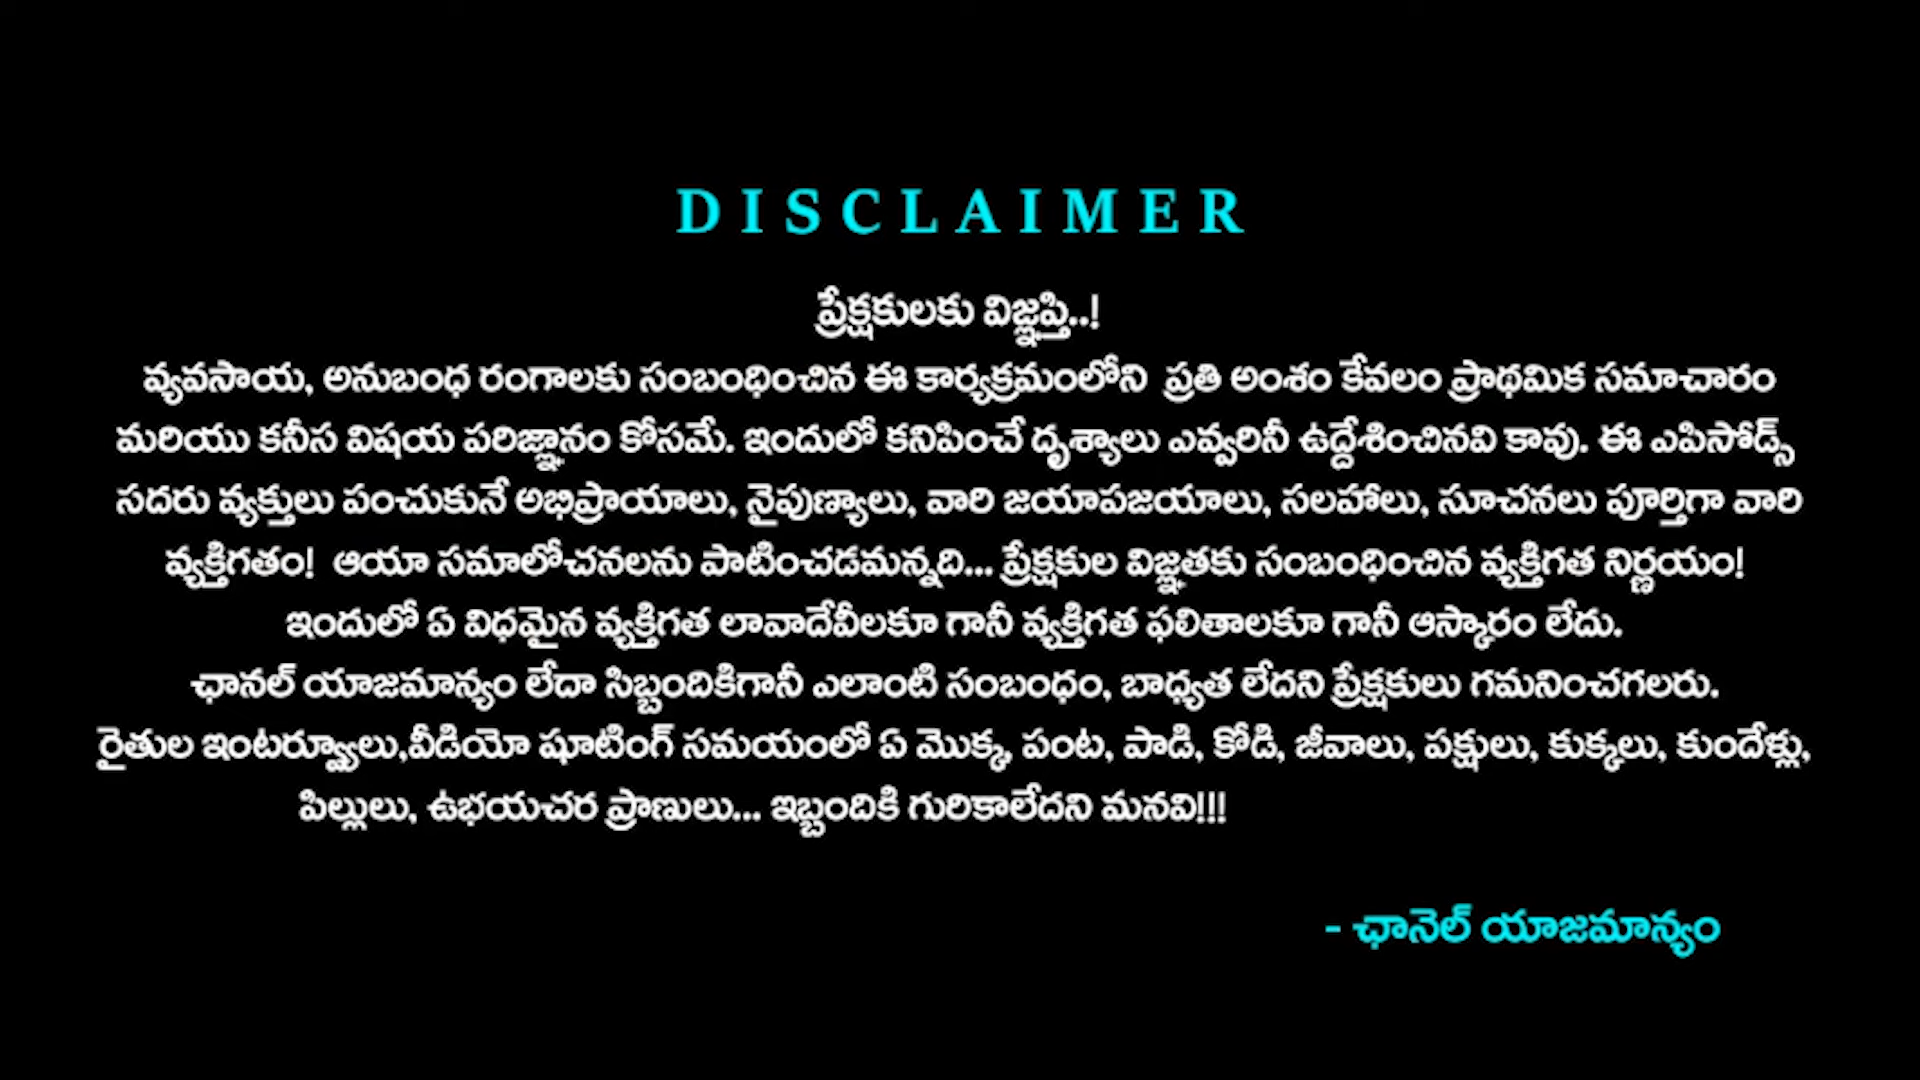 DISCLAIMER
ప్రేక్షకులకు విజ్ఞప్తి..!
వ్యవసాయ, అనుబంధ రంగాలకు సంబంధించిన ఈ కార్యక్రమంలోని ప్రతి అంశం కేవలం ప్రాథమిక సమాచారం
మరియు కనీస విషయ పరిజ్ఞానం కోసమే. ఇందులో కనిపించే దృశ్యాలు ఎవ్వరినీ ఉద్దేశించినవి కావు. ఈ ఎపిసోడ్స్
సదరు వ్యక్తులు పంచుకునే అభిప్రాయాలు, నైపుణ్యాలు, వారి జయాపజయాలు, సలహాలు, సూచనలు పూర్తిగా వారి
వ్యక్తిగతం! ఆయా సమాలోచనలను పాటించడమన్నది... ప్రేక్షకుల విజ్ఞతకు సంబంధించిన వ్యక్తిగత నిర్ణయం!
ఇందులో ఏ విధమైన వ్యక్తిగత లావాదేవీలకూ గానీ వ్యక్తిగత ఫలితాలకూ గానీ ఆస్కారం లేదు.
ఛానల్ యాజమాన్యం లేదా సిబ్బందికిగానీ ఎలాంటి సంబంధం, బాధ్యత లేదని ప్రేక్షకులు గమనించగలరు.
రైతుల ఇంటర్వ్యూలు,వీడియో షూటింగ్ సమయంలో ఏ మొక్క, పంట, పాడి, కోడి, జీవాలు, పక్షులు, కుక్కలు, కుందేళ్లు,
పిల్లులు, ఉభయచర ప్రాణులు... ఇబ్బందికి గురికాలేదని మనవి!!!
- ఛానెల్ యాజమాన్యం